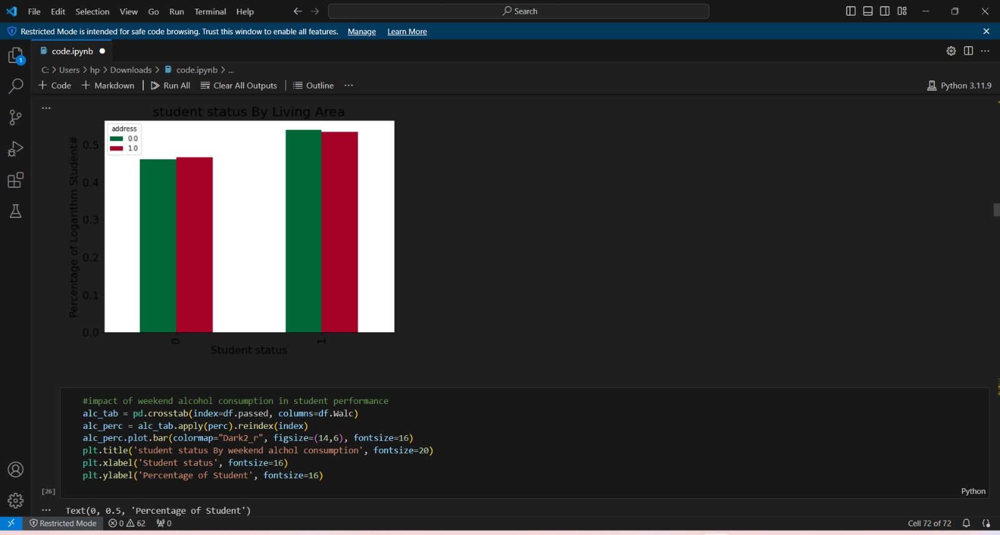 File Edit Selection View Go Run Terminal Help Search
Restricted Mode is intended for safe code browsing. Trust this window to enable all features. Manage Learn More
code.ipynb
C: > Users > hp > Downloads > code.ipynb > ...
+ Code + Markdown Run All Clear All Outputs Outline ... Python 3.11.9
1
...
student status By Living Area
address
0.0
1.0
Percentage of Logarithm Student#
0.5
0.4
0.3
0.2
0.1
0.0
0 1
Student status
#impact of weekend alcohol consumption in student performance
alc_tab = pd.crosstab(index=df.passed, columns=df.Walc)
alc_perc = alc_tab.apply(perc).reindex(index)
alc_perc.plot.bar(colormap="Dark2_r", figsize=(14,6), fontsize=16)
plt.title('student status By weekend alchol consumption', fontsize=20)
plt.xlabel('Student status', fontsize=16)
plt.ylabel('Percentage of Student', fontsize=16)
[26] Python
... Text(0, 0.5, 'Percentage of Student')
Restricted Mode 0 62 0 Cell 72 of 72